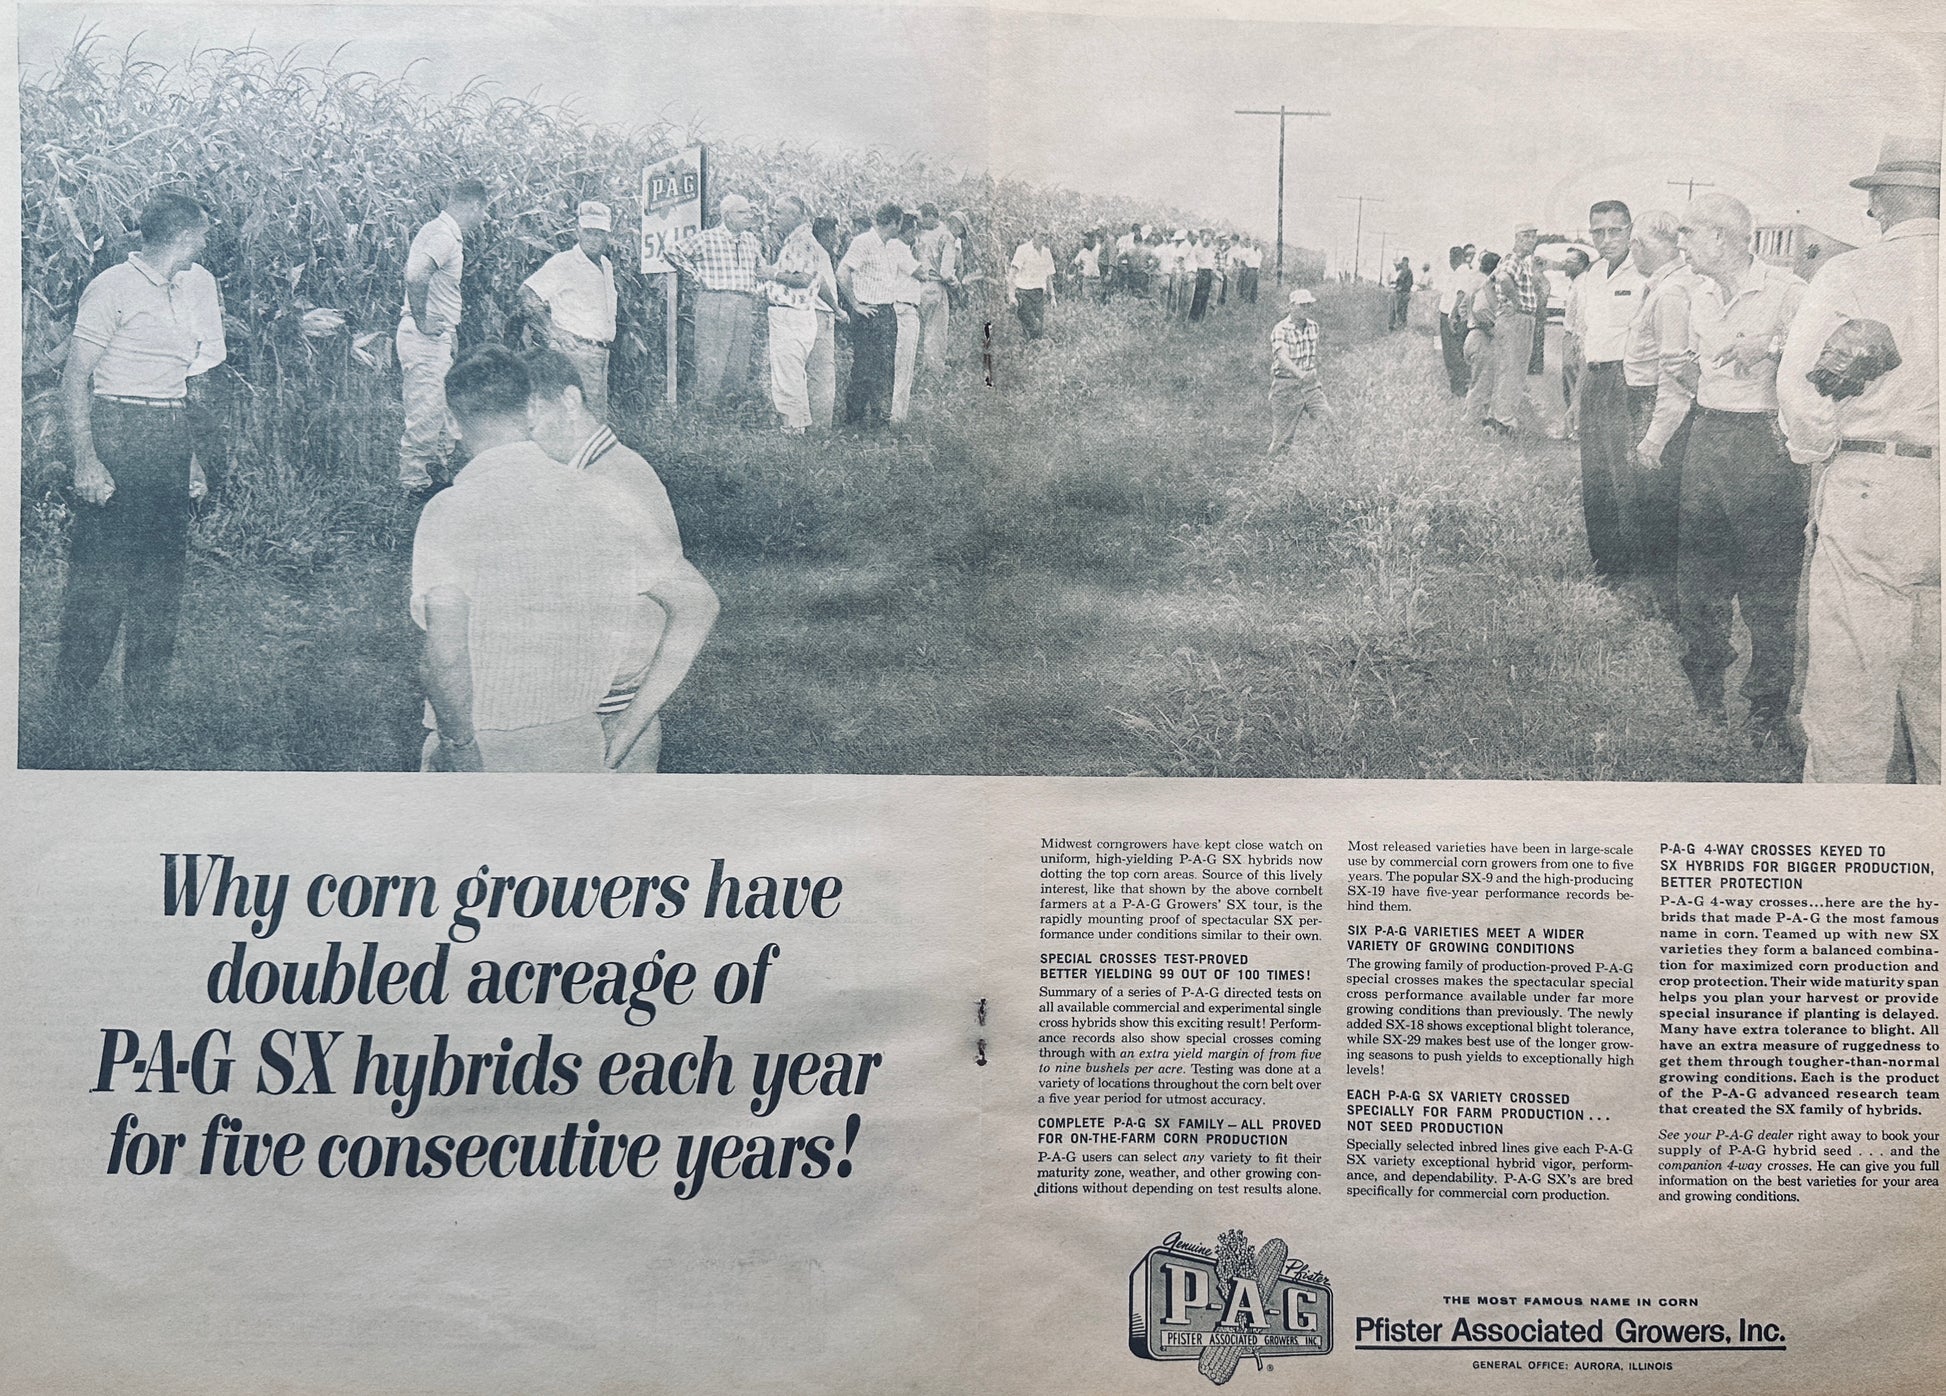 P-A-G
SX 19
Why corn growers have
doubled acreage of
P-A-G SX hybrids each year
for five consecutive years!
Midwest corngrowers have kept close watch on
uniform, high-yielding P-A-G SX hybrids now
dotting the top corn areas. Source of this lively
interest, like that shown by the above cornbelt
farmers at a P-A-G Growers' SX tour, is the
rapidly mounting proof of spectacular SX per-
formance under conditions similar to their own.
SPECIAL CROSSES TEST-PROVED
BETTER YIELDING 99 OUT OF 100 TIMES!
Summary of a series of P-A-G directed tests on
all available commercial and experimental single
cross hybrids show this exciting result! Perform-
ance records also show special crosses coming
through with an extra yield margin of from five
to nine bushels per acre. Testing was done at a
variety of locations throughout the corn belt over
a five year period for utmost accuracy.
COMPLETE P-A-G SX FAMILY – ALL PROVED
FOR ON-THE-FARM CORN PRODUCTION
P-A-G users can select any variety to fit their
maturity zone, weather, and other growing con-
ditions without depending on test results alone.
Most released varieties have been in large-scale
use by commercial corn growers from one to five
years. The popular SX-9 and the high-producing
SX-19 have five-year performance records be-
hind them.
SIX P-A-G VARIETIES MEET A WIDER
VARIETY OF GROWING CONDITIONS
The growing family of production-proved P-A-G
special crosses makes the spectacular special
cross performance available under far more
growing conditions than previously. The newly
added SX-18 shows exceptional blight tolerance,
while SX-29 makes best use of the longer grow-
ing seasons to push yields to exceptionally high
levels!
EACH P-A-G SX VARIETY CROSSED
SPECIALLY FOR FARM PRODUCTION . . .
NOT SEED PRODUCTION
Specially selected inbred lines give each P-A-G
SX variety exceptional hybrid vigor, perform-
ance, and dependability. P-A-G SX's are bred
specifically for commercial corn production.
P-A-G 4-WAY CROSSES KEYED TO
SX HYBRIDS FOR BIGGER PRODUCTION,
BETTER PROTECTION
P-A-G 4-way crosses...here are the hy-
brids that made P-A-G the most famous
name in corn. Teamed up with new SX
varieties they form a balanced combina-
tion for maximized corn production and
crop protection. Their wide maturity span
helps you plan your harvest or provide
special insurance if planting is delayed.
Many have extra tolerance to blight. All
have an extra measure of ruggedness to
get them through tougher-than-normal
growing conditions. Each is the product
of the P-A-G advanced research team
that created the SX family of hybrids.
See your P-A-G dealer right away to book your
supply of P-A-G hybrid seed . . . and the
companion 4-way crosses. He can give you full
information on the best varieties for your area
and growing conditions.
Genuine Pfister
P-A-G
PFISTER ASSOCIATED GROWERS, INC.
®
THE MOST FAMOUS NAME IN CORN
Pfister Associated Growers, Inc.
GENERAL OFFICE: AURORA, ILLINOIS